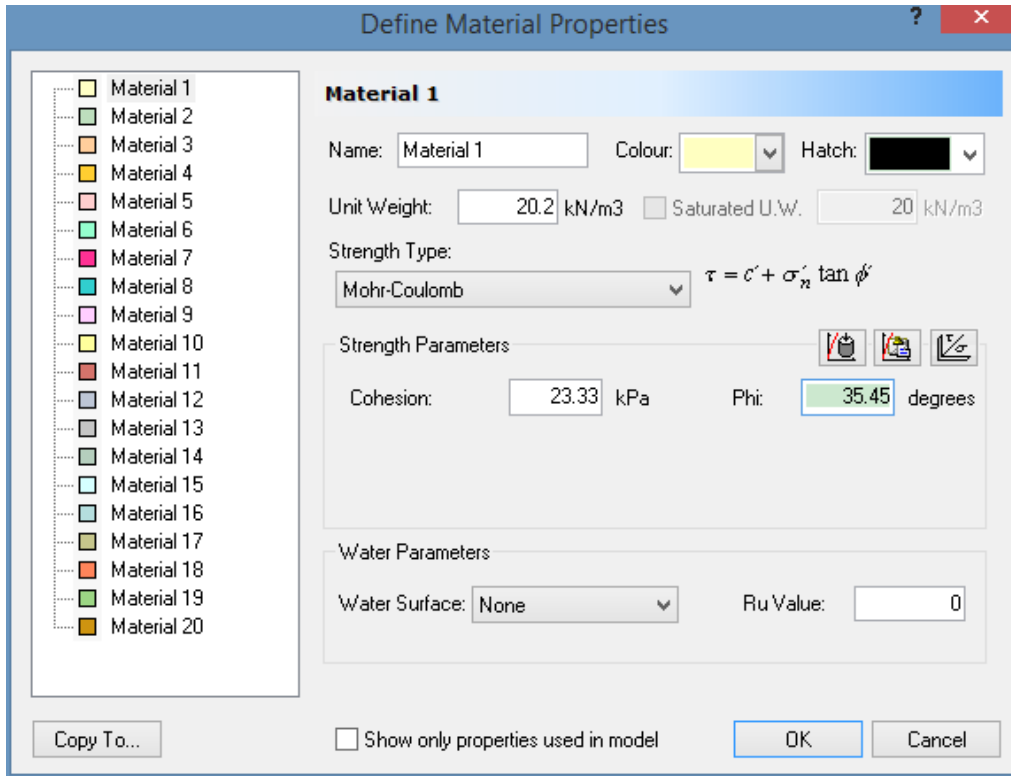 Define Material Properties
?
×
Material 1
Material 2
Material 3
Material 4
Material 5
Material 6
Material 7
Material 8
Material 9
Material 10
Material 11
Material 12
Material 13
Material 14
Material 15
Material 16
Material 17
Material 18
Material 19
Material 20
Material 1
Name: Material 1 Colour: Hatch:
Unit Weight: 20.2 kN/m3 Saturated U.W. 20 kN/m3
Strength Type:
Mohr-Coulomb τ = c′ + σ′n tan ϕ′
Strength Parameters
Cohesion: 23.33 kPa Phi: 35.45 degrees
Water Parameters
Water Surface: None Ru Value: 0
Copy To... Show only properties used in model OK Cancel